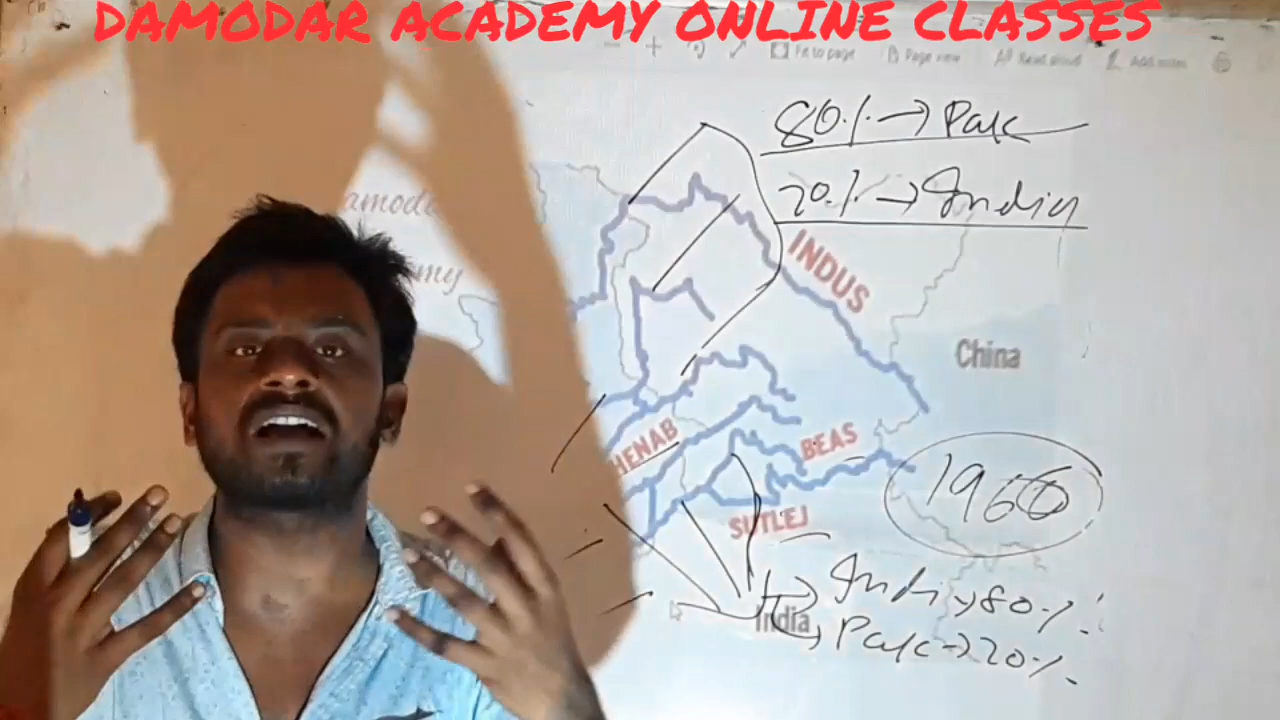 DAMODAR ACADEMY ONLINE CLASSES
Fit to page
Page view
Read aloud
Add notes
80% → Pak
20% → India
INDUS
China
HENAB
BEAS
SUTLEJ
1960
India
India → 80%
Pak → 20%